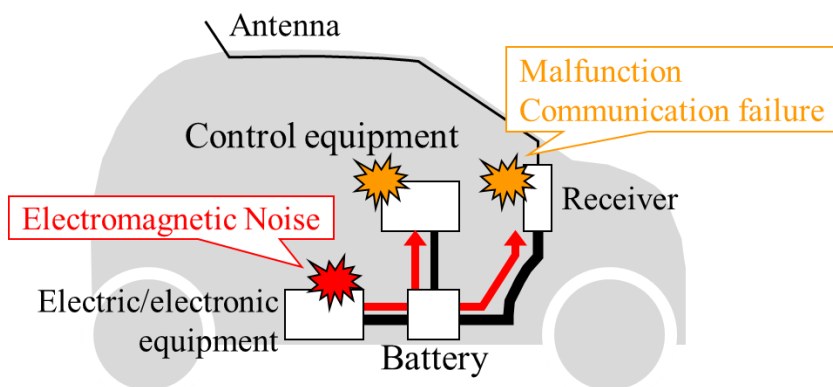 Antenna
Malfunction
Communication failure
Control equipment
Receiver
Electromagnetic Noise
Electric/electronic
equipment
Battery